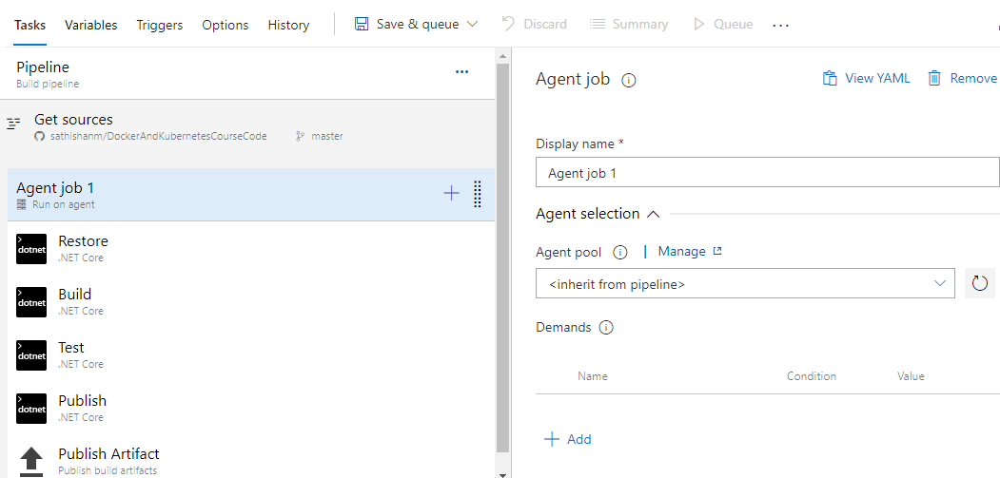 Tasks Variables Triggers Options History Save & queue Discard Summary Queue ...
Pipeline
Build pipeline
Get sources
sathishanm/DockerAndKubernetesCourseCode master
Agent job 1
Run on agent
dotnet
Restore
.NET Core
dotnet
Build
.NET Core
dotnet
Test
.NET Core
dotnet
Publish
.NET Core
Publish Artifact
Publish build artifacts
Agent job View YAML Remove
Display name *
Agent job 1
Agent selection
Agent pool | Manage
<inherit from pipeline>
Demands
Name Condition Value
Add